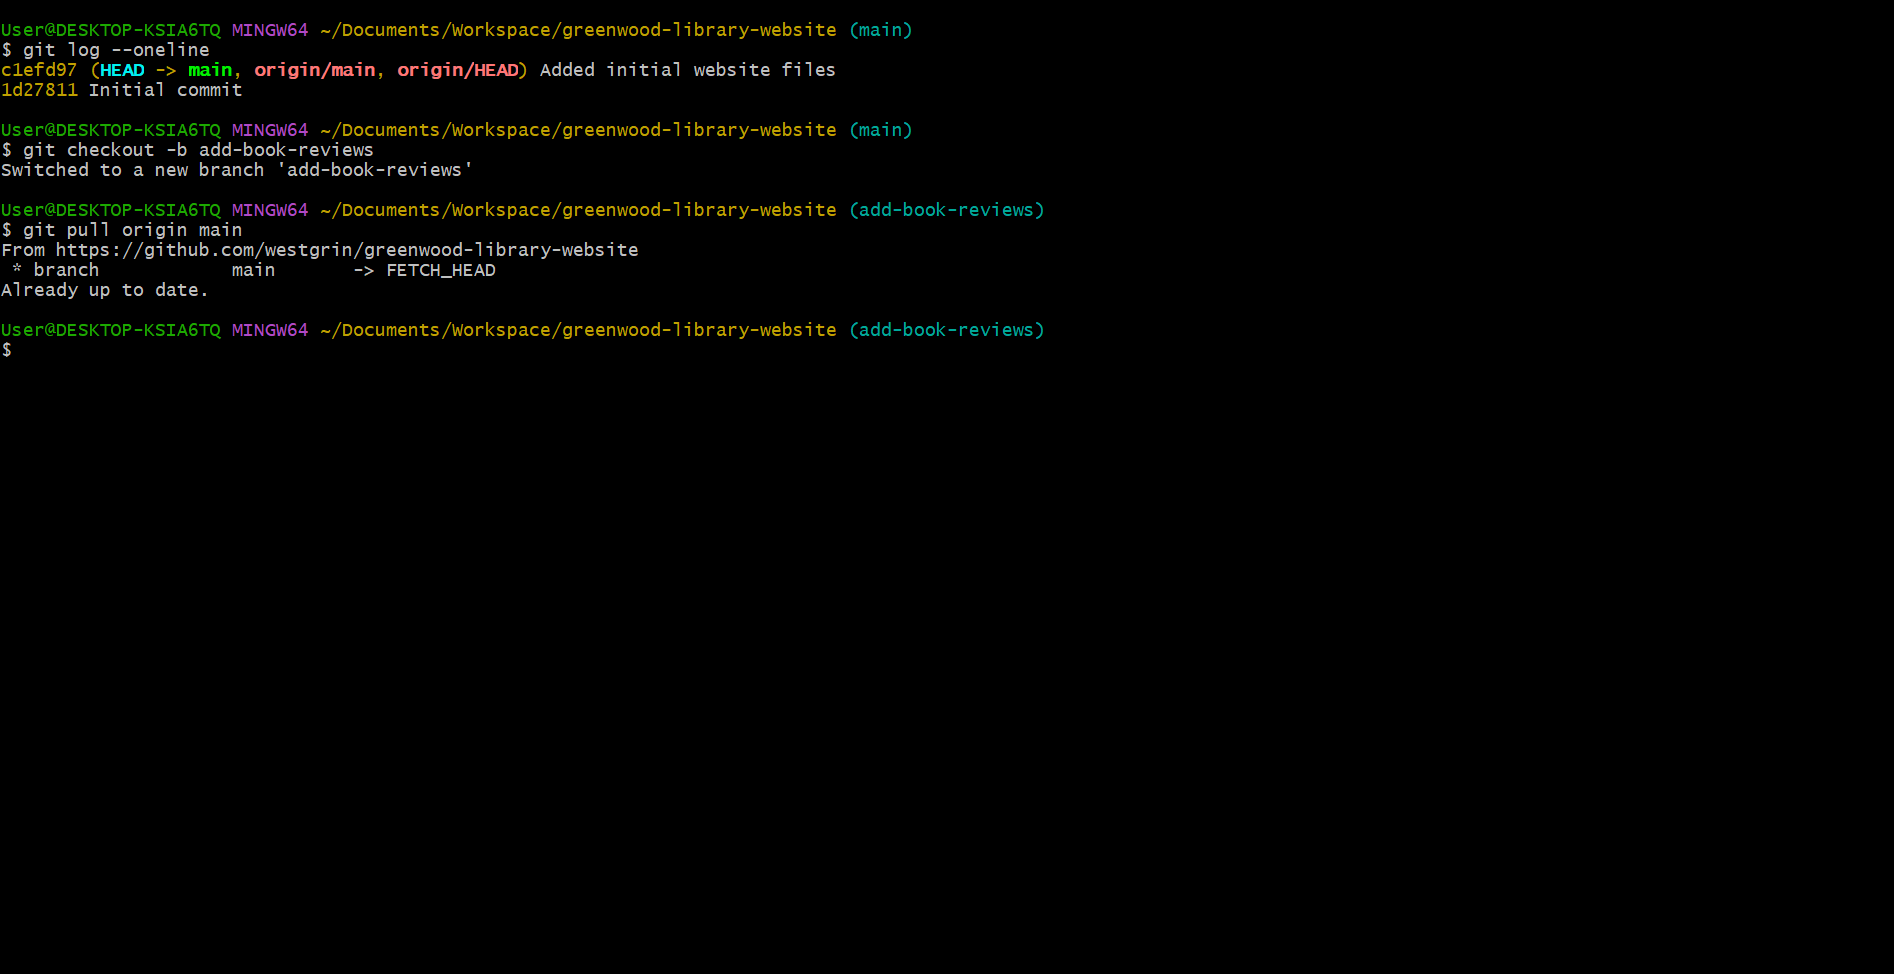 User@DESKTOP-KSIA6TQ MINGW64 ~/Documents/Workspace/greenwood-library-website (main)
$ git log --oneline
c1efd97 (HEAD -> main, origin/main, origin/HEAD) Added initial website files
1d27811 Initial commit
User@DESKTOP-KSIA6TQ MINGW64 ~/Documents/Workspace/greenwood-library-website (main)
$ git checkout -b add-book-reviews
Switched to a new branch 'add-book-reviews'
User@DESKTOP-KSIA6TQ MINGW64 ~/Documents/Workspace/greenwood-library-website (add-book-reviews)
$ git pull origin main
From https://github.com/westgrin/greenwood-library-website
 * branch            main       -> FETCH_HEAD
Already up to date.
User@DESKTOP-KSIA6TQ MINGW64 ~/Documents/Workspace/greenwood-library-website (add-book-reviews)
$